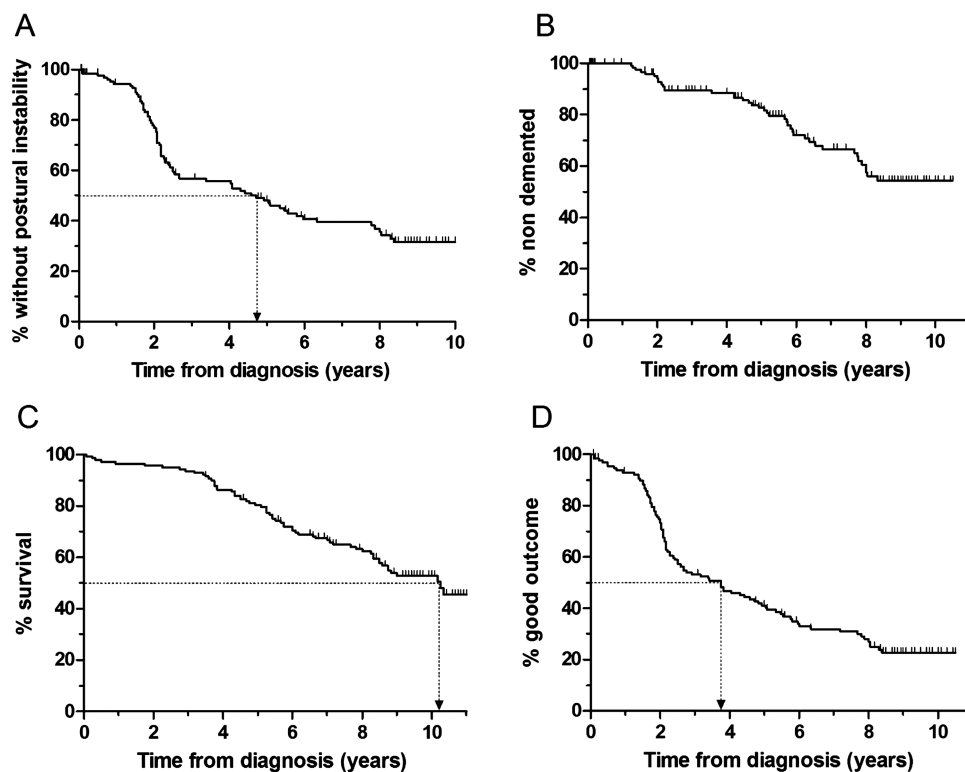 A
% without postural instability
100
80
60
40
20
0
0 2 4 6 8 10
Time from diagnosis (years)
B
% non demented
100
80
60
40
20
0
0 2 4 6 8 10
Time from diagnosis (years)
C
% survival
100
80
60
40
20
0
0 2 4 6 8 10
Time from diagnosis (years)
D
% good outcome
100
80
60
40
20
0
0 2 4 6 8 10
Time from diagnosis (years)